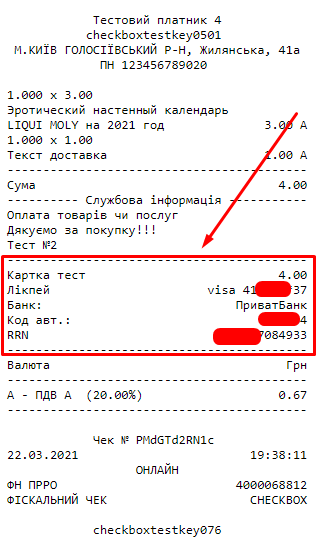 Тестовий платник 4
checkboxtestkey0501
М.КИЇВ ГОЛОСІЇВСЬКИЙ Р-Н, Жилянська, 41а
ПН 123456789020
1.000 x 3.00
Эротический настенный календарь
LIQUI MOLY на 2021 год 3.00 А
1.000 x 1.00
Текст доставка 1.00 А
Сума 4.00
Службова інформація
Оплата товарів чи послуг
Дякуємо за покупку!!!
Тест №2
Картка тест 4.00
Лікпей visa 41 37
Банк: ПриватБанк
Код авт.: 4
RRN 7084933
Валюта Грн
А - ПДВ А (20.00%) 0.67
Чек № PMdGTd2RN1c
22.03.2021 19:38:11
ОНЛАЙН
ФН ПРРО 4000068812
ФІСКАЛЬНИЙ ЧЕК CHECKBOX
checkboxtestkey076